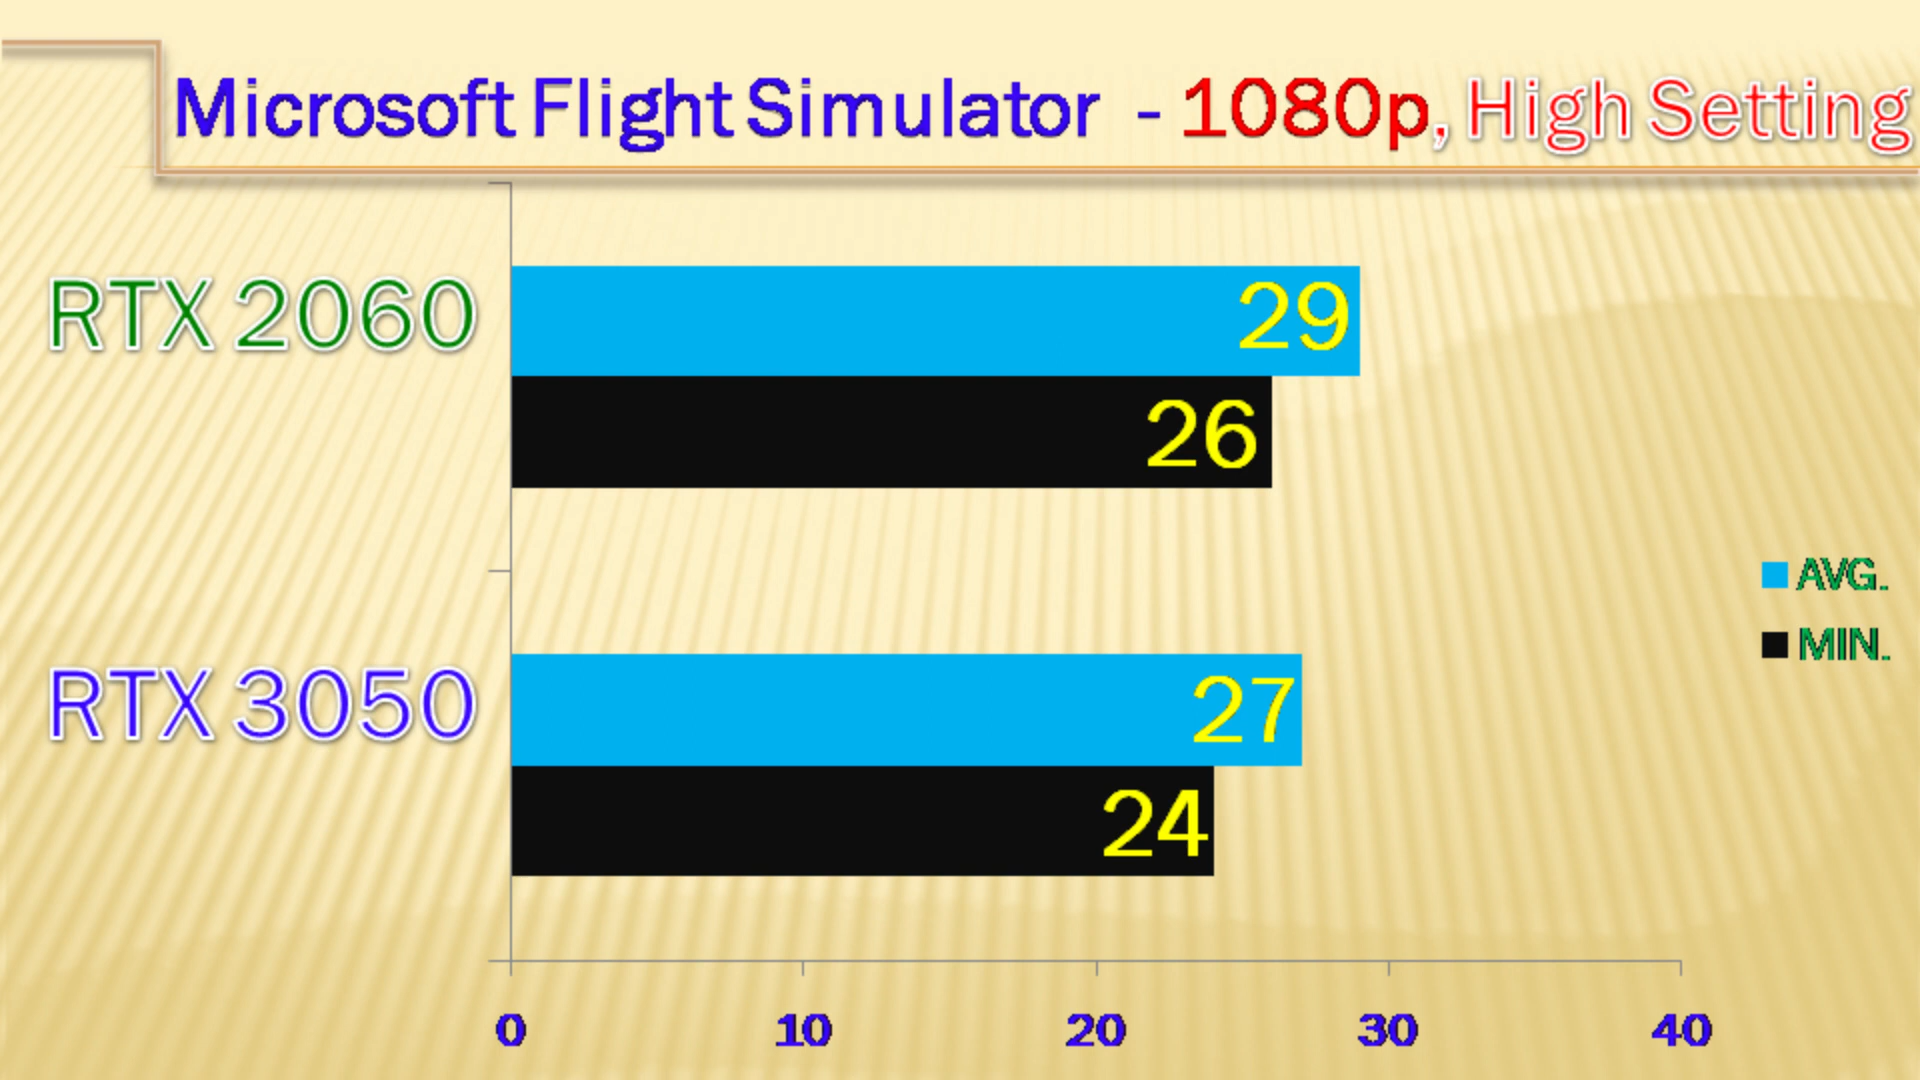 Microsoft Flight Simulator - 1080p, High Setting
RTX 2060
29
26
AVG.
MIN.
RTX 3050
27
24
0 10 20 30 40